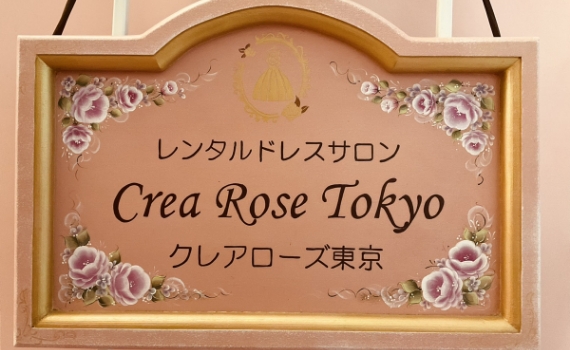 レンタルドレスサロン
Crea Rose Tokyo
クレアローズ東京